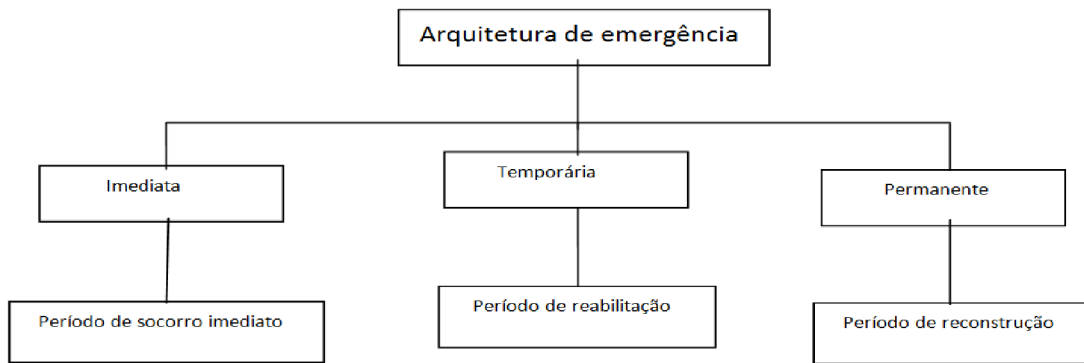 Arquitetura de emergência
Imediata
Temporária
Permanente
Período de socorro imediato
Período de reabilitação
Período de reconstrução